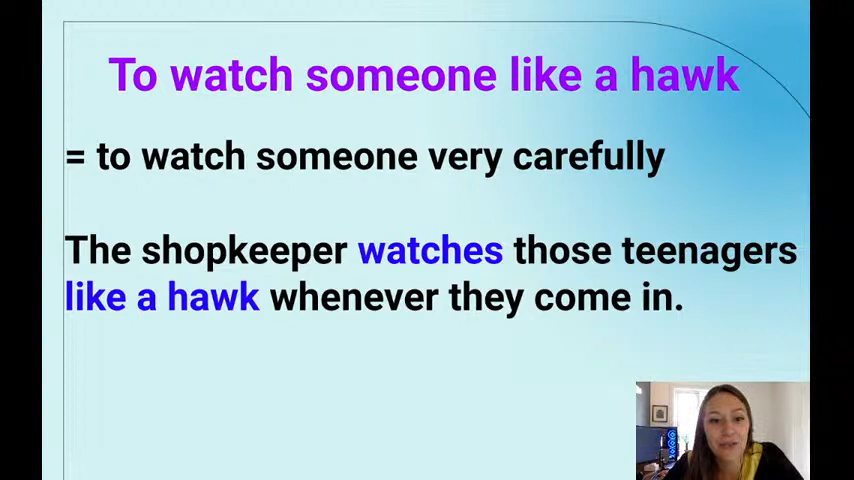 To watch someone like a hawk
= to watch someone very carefully
The shopkeeper watches those teenagers
like a hawk whenever they come in.